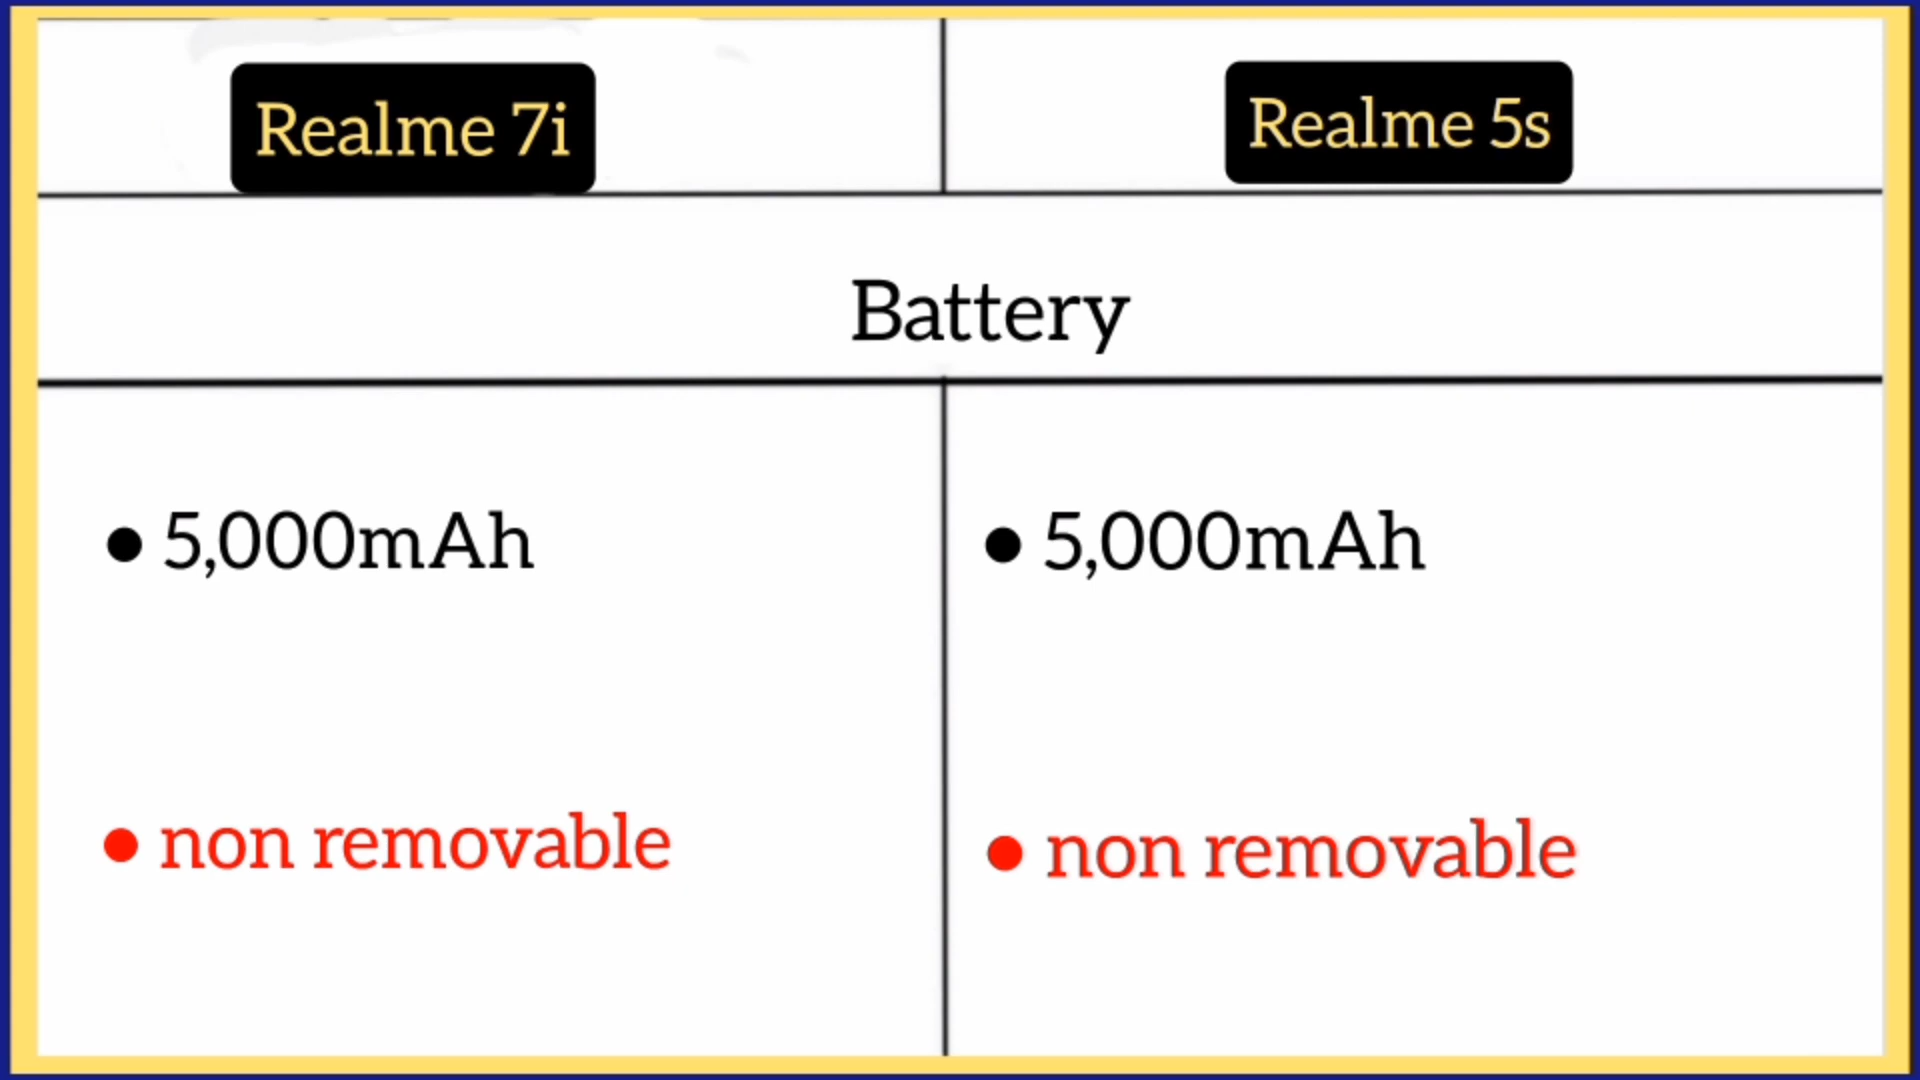 Realme 7i
Realme 5s
Battery
• 5,000mAh
• 5,000mAh
• non removable
• non removable